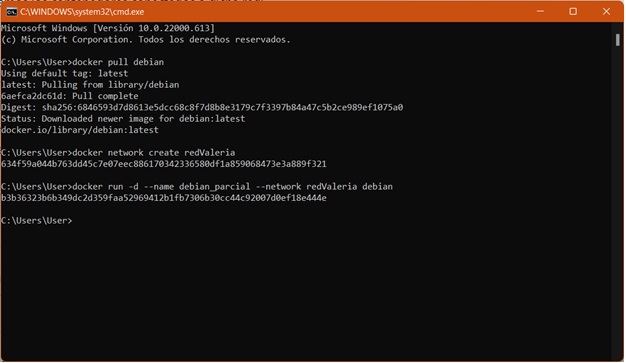 C:\WINDOWS\system32\cmd.exe
Microsoft Windows [Versión 10.0.22000.613]
(c) Microsoft Corporation. Todos los derechos reservados.
C:\Users\User>docker pull debian
Using default tag: latest
latest: Pulling from library/debian
6aefca2dc61d: Pull complete
Digest: sha256:6846593d7d8613e5dcc68c8f7d8b8e3179c7f3397b84a47c5b2ce989ef1075a0
Status: Downloaded newer image for debian:latest
docker.io/library/debian:latest
C:\Users\User>docker network create redValeria
634f59a044b763dd45c7e07eec886170342336580df1a859068473e3a889f321
C:\Users\User>docker run -d --name debian_parcial --network redValeria debian
b3b36323b6b349dc2d359faa52969412b1fb7306b30cc44c92007d0ef18e444e
C:\Users\User>